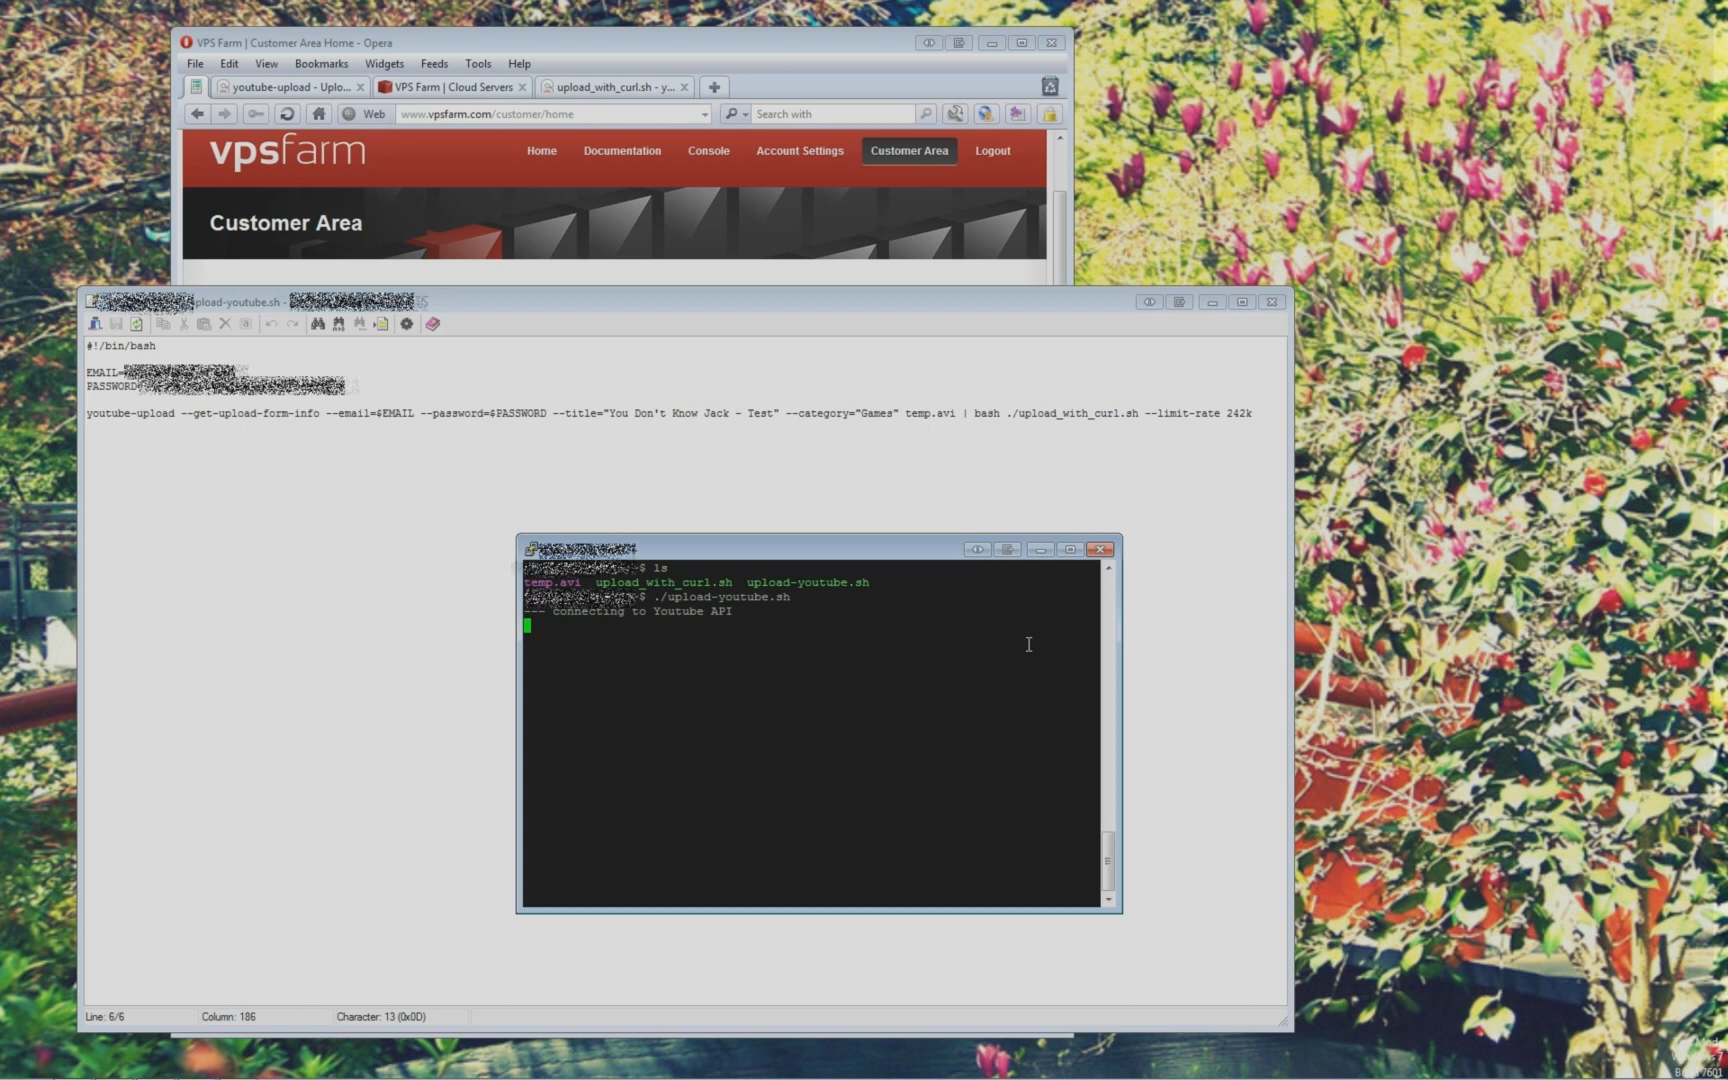 VPS Farm | Customer Area Home - Opera
File Edit View Bookmarks Widgets Feeds Tools Help
youtube-upload - Uplo... VPS Farm | Cloud Servers upload_with_curl.sh - y...
Web www.vpsfarm.com/customer/home Search with
vpsfarm Home Documentation Console Account Settings Customer Area Logout
Customer Area
pload-youtube.sh -
#!/bin/bash
EMAIL=
PASSWORD
youtube-upload --get-upload-form-info --email=$EMAIL --password=$PASSWORD --title="You Don't Know Jack - Test" --category="Games" temp.avi | bash ./upload_with_curl.sh --limit-rate 242k
$ ls
temp.avi upload_with_curl.sh upload-youtube.sh
$ ./upload-youtube.sh
--- connecting to Youtube API
Line: 6/6 Column: 186 Character: 13 (0x0D)
7601